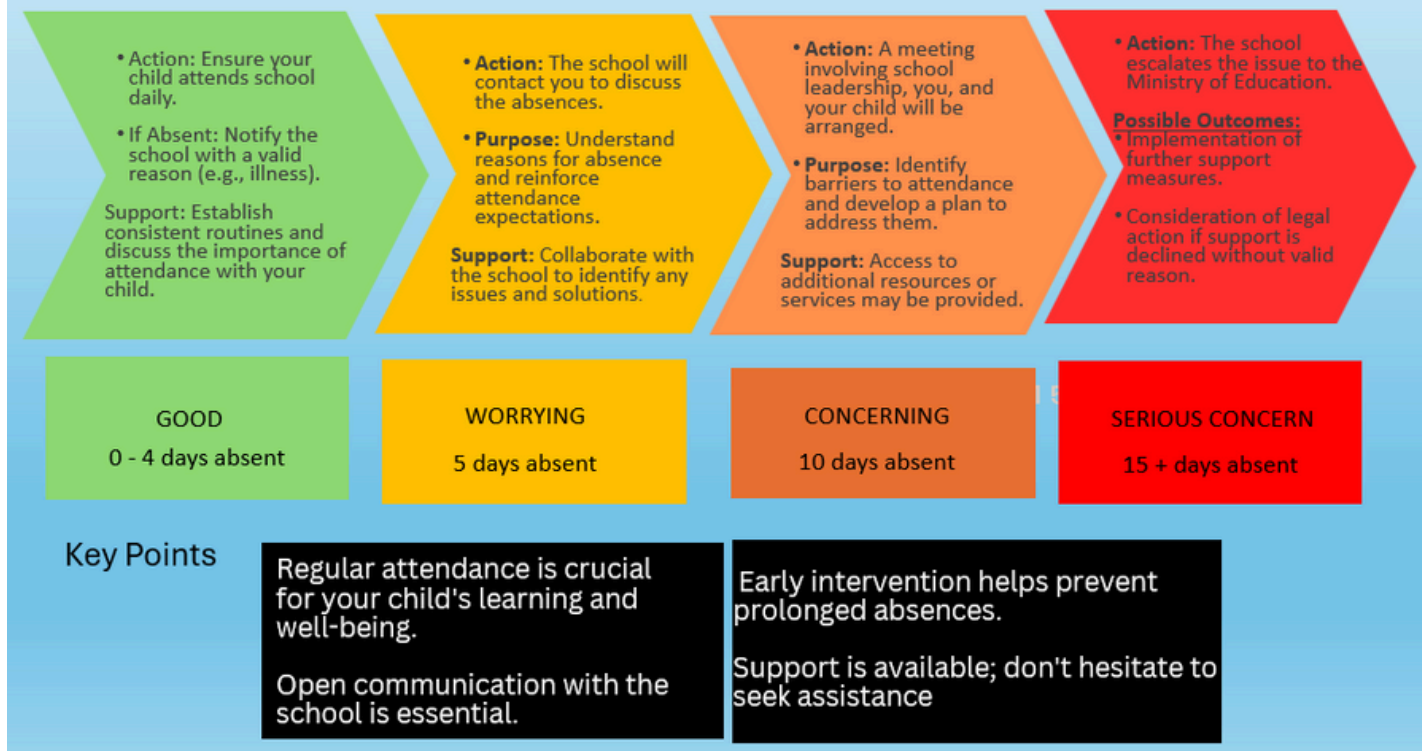 • Action: Ensure your
child attends school
daily.
• If Absent: Notify the
school with a valid
reason (e.g., illness).
Support: Establish
consistent routines and
discuss the importance of
attendance with your
child.
• Action: The school will
contact you to discuss
the absences.
• Purpose: Understand
reasons for absence
and reinforce
attendance
expectations.
Support: Collaborate with
the school to identify any
issues and solutions.
• Action: A meeting
involving school
leadership, you, and
your child will be
arranged.
• Purpose: Identify
barriers to attendance
and develop a plan to
address them.
Support: Access to
additional resources or
services may be provided.
• Action: The school
escalates the issue to the
Ministry of Education.
Possible Outcomes:
• Implementation of
further support
measures.
• Consideration of legal
action if support is
declined without valid
reason.
GOOD
0 - 4 days absent
WORRYING
5 days absent
CONCERNING
10 days absent
SERIOUS CONCERN
15 + days absent
Key Points
Regular attendance is crucial
for your child's learning and
well-being.
Open communication with the
school is essential.
Early intervention helps prevent
prolonged absences.
Support is available; don't hesitate to
seek assistance